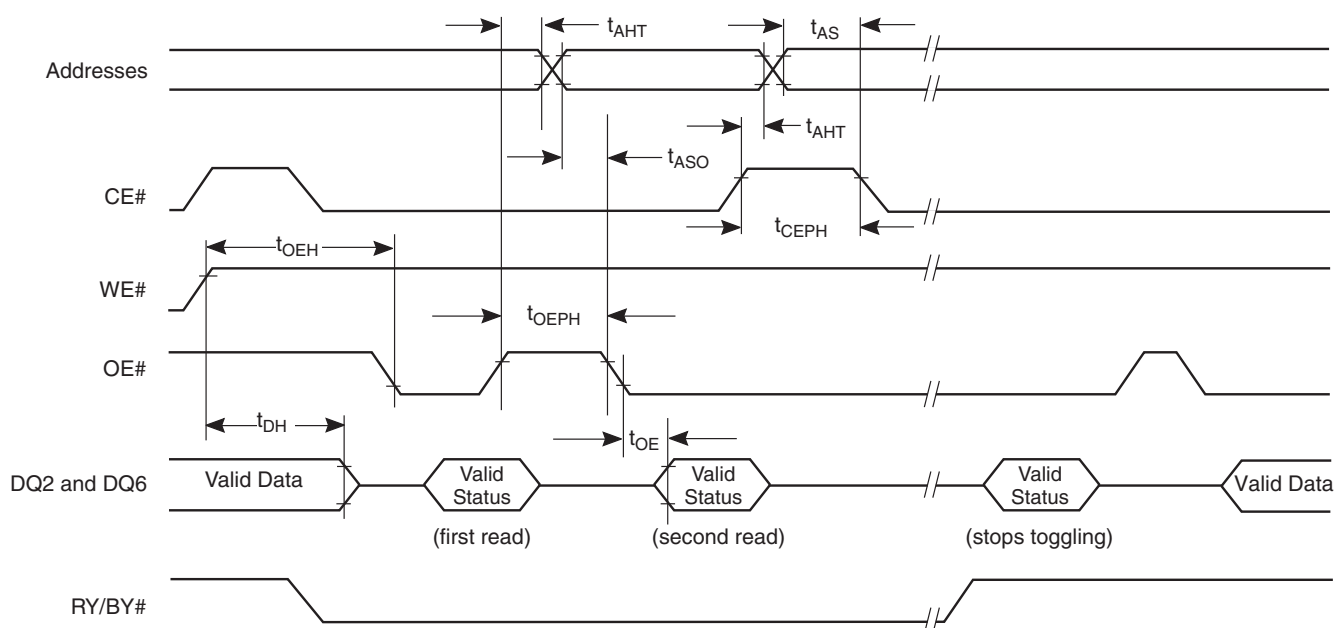 tAHT
tAS
Addresses
tAHT
tASO
CE#
tCEPH
tOEH
WE#
tOEPH
OE#
tDH
tOE
DQ2 and DQ6
Valid Data
Valid
Status
Valid
Status
Valid
Status
Valid Data
(first read)
(second read)
(stops toggling)
RY/BY#